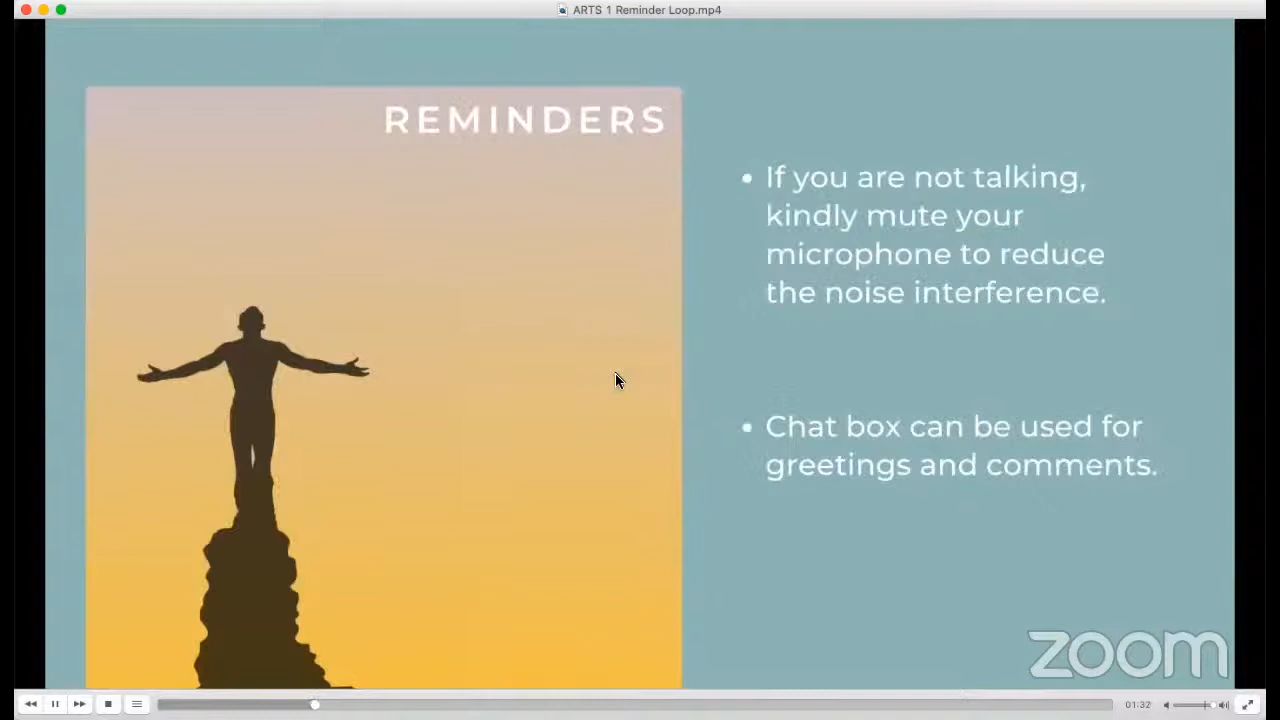 ARTS 1 Reminder Loop.mp4
REMINDERS
• If you are not talking,
kindly mute your
microphone to reduce
the noise interference.
• Chat box can be used for
greetings and comments.
zoom
01:32